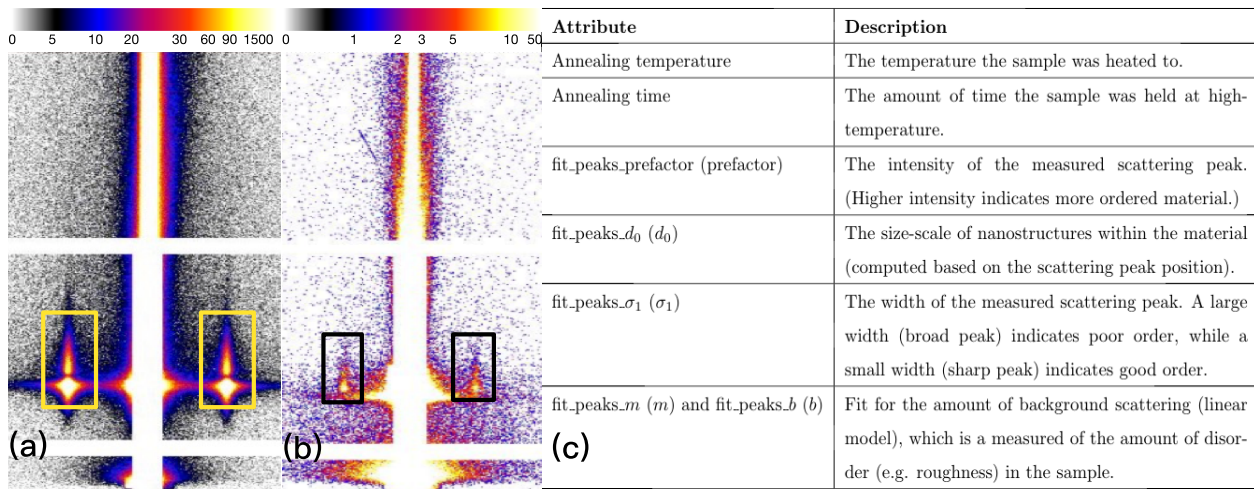 0 5 10 20 30 60 90 1500
0 1 2 3 5 10 50
(a)
(b)
(c)
Attribute Description
Annealing temperature The temperature the sample was heated to.
Annealing time The amount of time the sample was held at high-
temperature.
fit_peaks_prefactor (prefactor) The intensity of the measured scattering peak.
(Higher intensity indicates more ordered material.)
fit_peaks_d₀ (d₀) The size-scale of nanostructures within the material
(computed based on the scattering peak position).
fit_peaks_σ₁ (σ₁) The width of the measured scattering peak. A large
width (broad peak) indicates poor order, while a
small width (sharp peak) indicates good order.
fit_peaks_m (m) and fit_peaks_b (b) Fit for the amount of background scattering (linear
model), which is a measured of the amount of disor-
der (e.g. roughness) in the sample.